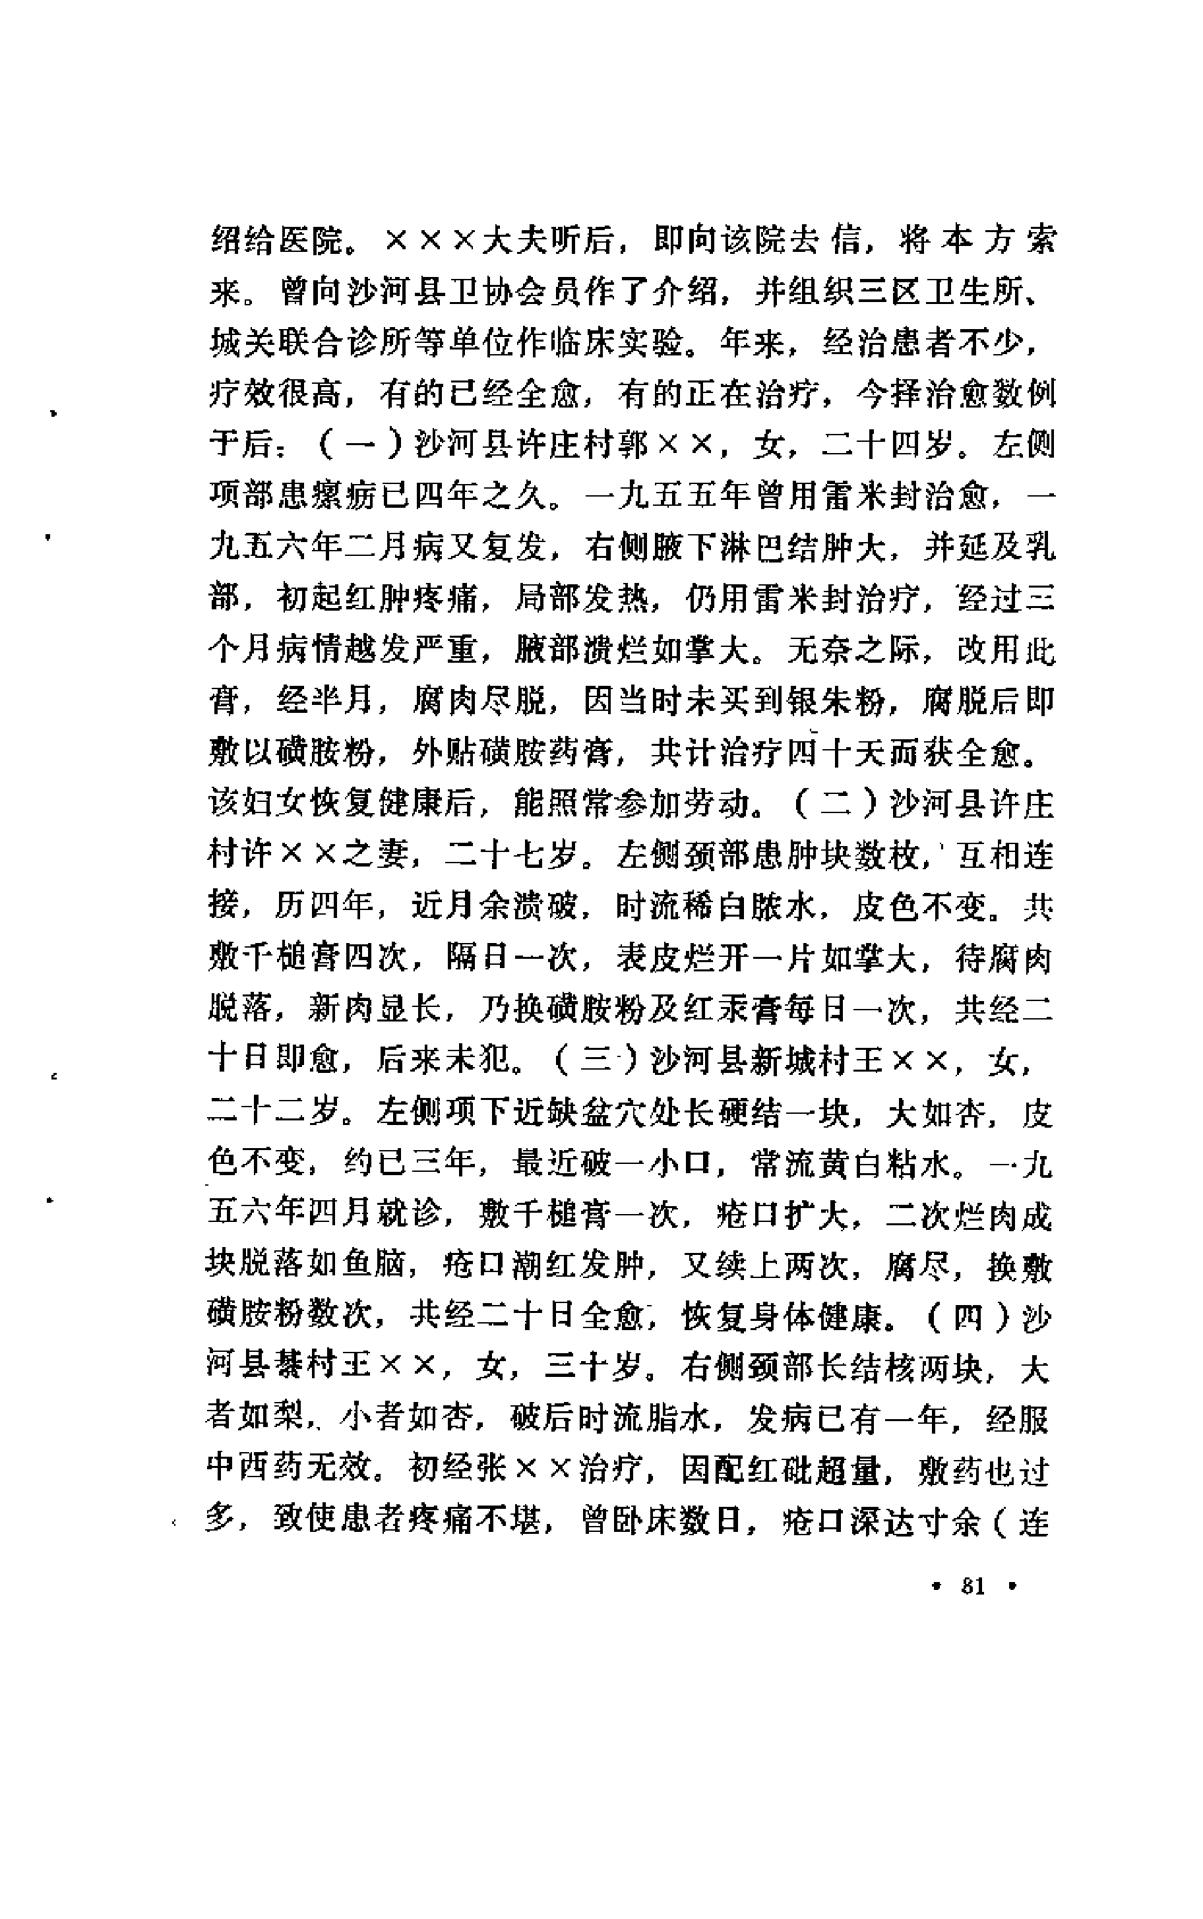 绍给医院。×××大夫听后，即向该院去信，将本方索
来。曾向沙河县卫协会员作了介绍，并组织三区卫生所、
城关联合诊所等单位作临床实验。年来，经治患者不少，
疗效很高，有的已经全愈，有的正在治疗，今择治愈数例
于后：（一）沙河县许庄村郭××，女，二十四岁。左侧
项部患瘰疬已四年之久。一九五五年曾用雷米封治愈，一
九五六年二月病又复发，右侧腋下淋巴结肿大，并延及乳
部，初起红肿疼痛，局部发热，仍用雷米封治疗，经过三
个月病情越发严重，腋部溃烂如掌大。无奈之际，改用此
膏，经半月，腐肉尽脱，因当时未买到银朱粉，腐脱后即
敷以磺胺粉，外贴磺胺药膏，共计治疗四十天而获全愈。
该妇女恢复健康后，能照常参加劳动。（二）沙河县许庄
村许××之妻，二十七岁。左侧颈部患肿块数枚，互相连
接，历四年，近月余溃破，时流稀白脓水，皮色不变。共
敷千槌膏四次，隔日一次，表皮烂开一片如掌大，待腐肉
脱落，新肉显长，乃换磺胺粉及红汞膏每日一次，共经二
十日即愈，后来未犯。（三）沙河县新城村王××，女，
二十二岁。左侧项下近缺盆穴处长硬结一块，大如杏，皮
色不变，约已三年，最近破一小口，常流黄白粘水。一九
五六年四月就诊，敷千槌膏一次，疮口扩大，二次烂肉成
块脱落如鱼脑，疮口潮红发肿，又续上两次，腐尽，换敷
磺胺粉数次，共经二十日全愈，恢复身体健康。（四）沙
河县綦村王××，女，三十岁。右侧颈部长结核两块，大
者如梨，小者如杏，破后时流脂水，发病已有一年，经服
中西药无效。初经张××治疗，因配红砒超量，敷药也过
多，致使患者疼痛不堪，曾卧床数日，疮口深达寸余（连
• 81 •